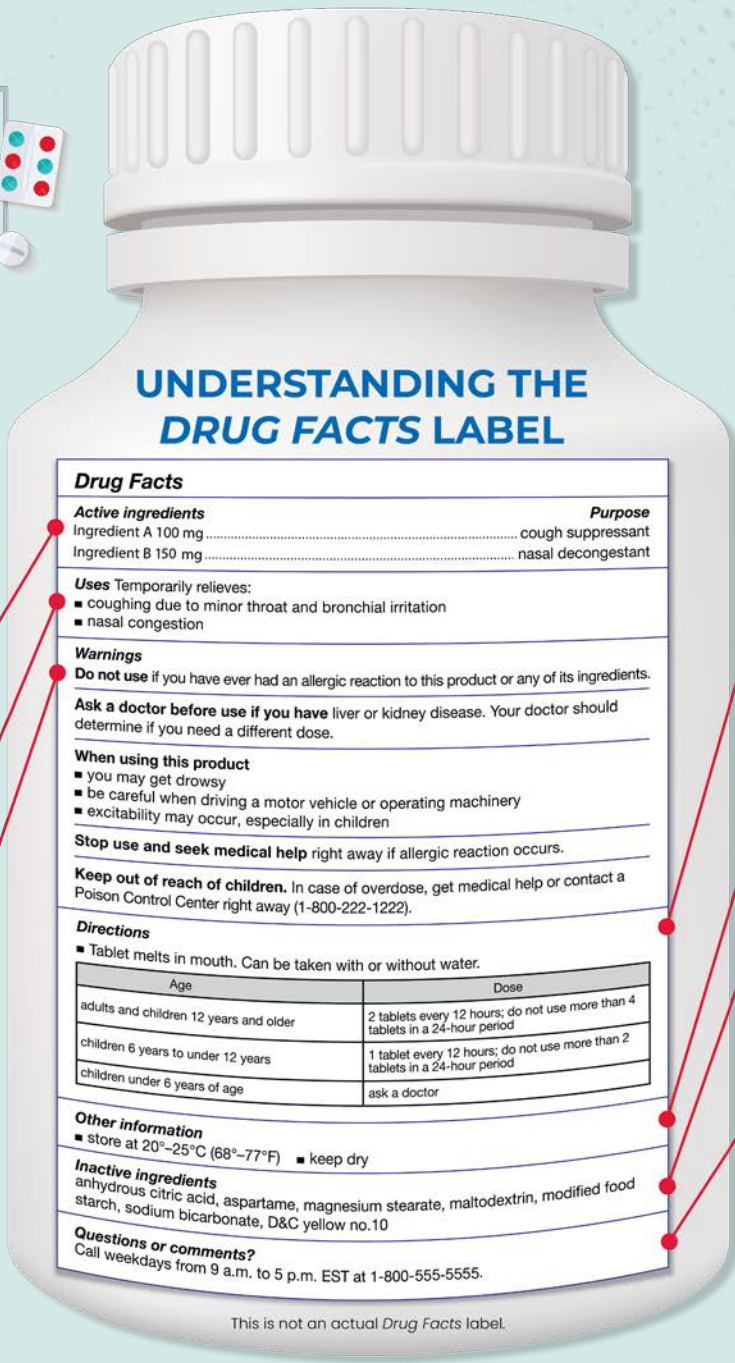 UNDERSTANDING THE
DRUG FACTS LABEL
Drug Facts
Active ingredients Purpose
Ingredient A 100 mg ........ cough suppressant
Ingredient B 150 mg ........ nasal decongestant
Uses Temporarily relieves:
■ coughing due to minor throat and bronchial irritation
■ nasal congestion
Warnings
Do not use if you have ever had an allergic reaction to this product or any of its ingredients.
Ask a doctor before use if you have liver or kidney disease. Your doctor should
determine if you need a different dose.
When using this product
■ you may get drowsy
■ be careful when driving a motor vehicle or operating machinery
■ excitability may occur, especially in children
Stop use and seek medical help right away if allergic reaction occurs.
Keep out of reach of children. In case of overdose, get medical help or contact a
Poison Control Center right away (1-800-222-1222).
Directions
■ Tablet melts in mouth. Can be taken with or without water.
Age Dose
adults and children 12 years and older 2 tablets every 12 hours; do not use more than 4
tablets in a 24-hour period
children 6 years to under 12 years 1 tablet every 12 hours; do not use more than 2
tablets in a 24-hour period
children under 6 years of age ask a doctor
Other information
■ store at 20°–25°C (68°–77°F) ■ keep dry
Inactive ingredients
anhydrous citric acid, aspartame, magnesium stearate, maltodextrin, modified food
starch, sodium bicarbonate, D&C yellow no.10
Questions or comments?
Call weekdays from 9 a.m. to 5 p.m. EST at 1-800-555-5555.
This is not an actual Drug Facts label.